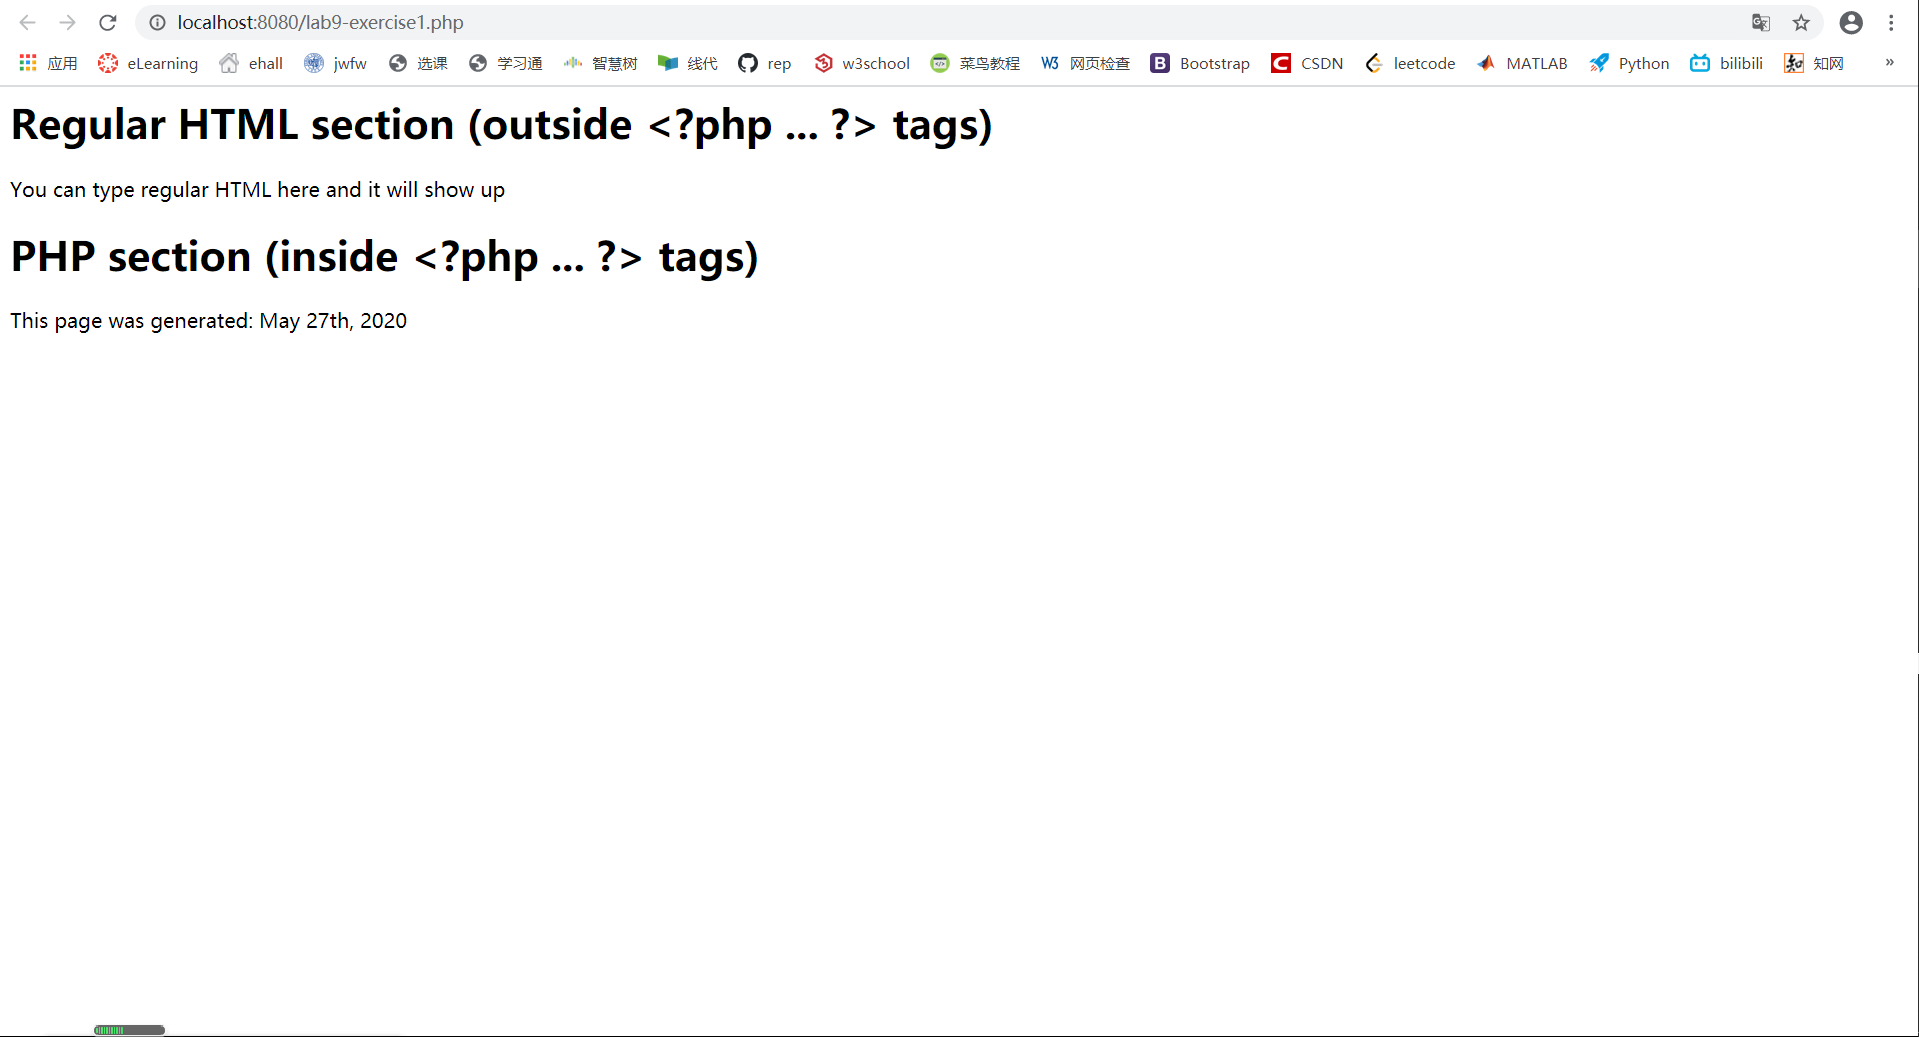 localhost:8080/lab9-exercise1.php
应用 eLearning ehall jwfw 选课 学习通 智慧树 线代 rep w3school 菜鸟教程 W3 网页检查 B Bootstrap C CSDN leetcode MATLAB Python bilibili 知 知网 »
Regular HTML section (outside <?php ... ?> tags)
You can type regular HTML here and it will show up
PHP section (inside <?php ... ?> tags)
This page was generated: May 27th, 2020